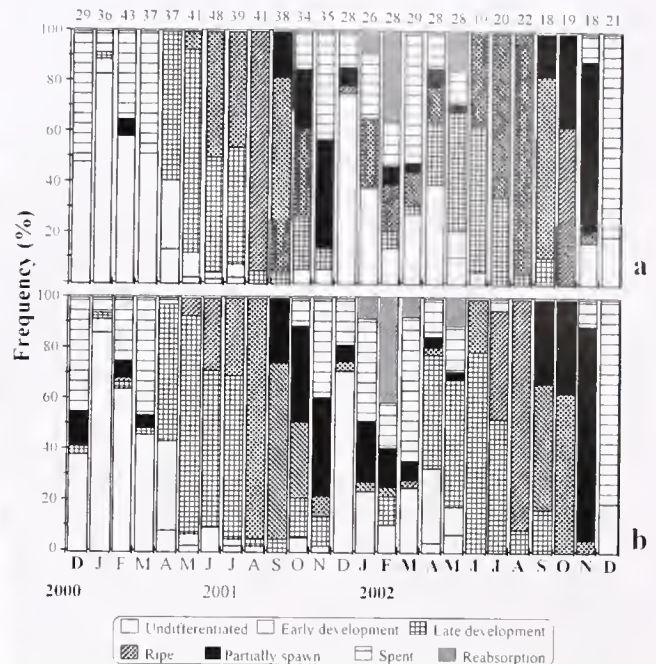 29 36 43 37 37 41 48 39 41 38 34 35 28 26 28 29 28 28 19 20 22 18 19 18 21
100
80
60
40
20
a
Frequency (%)
100
80
60
40
20
0
b
D J F M A M J J A S O N D J F M A M J J A S O N D
2000 2001 2002
Undifferentiated Early development Late development
Ripe Partially spawn Spent Reabsorption